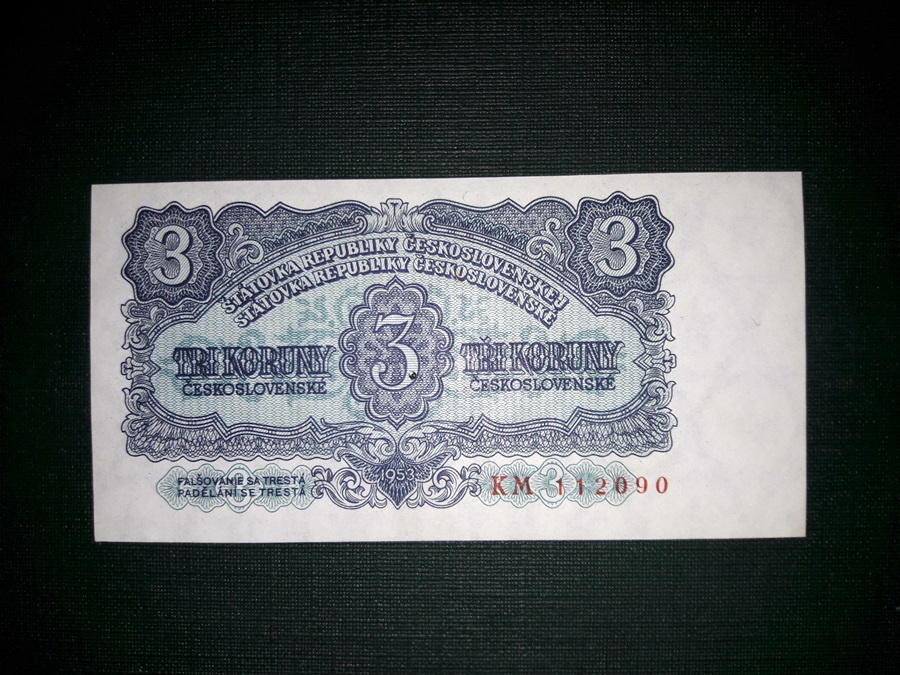 3
3
ŠTÁTOVKA REPUBLIKY ČESKOSLOVENSKEJ
STÁTOVKA REPUBLIKY ČESKOSLOVENSKÉ
TRI KORUNY
ČESKOSLOVENSKÉ
3
TŘI KORUNY
ČESKOSLOVENSKÉ
FALŠOVANIE SA TRESTÁ
PADĚLÁNÍ SE TRESTÁ
1953
KM 112090
3